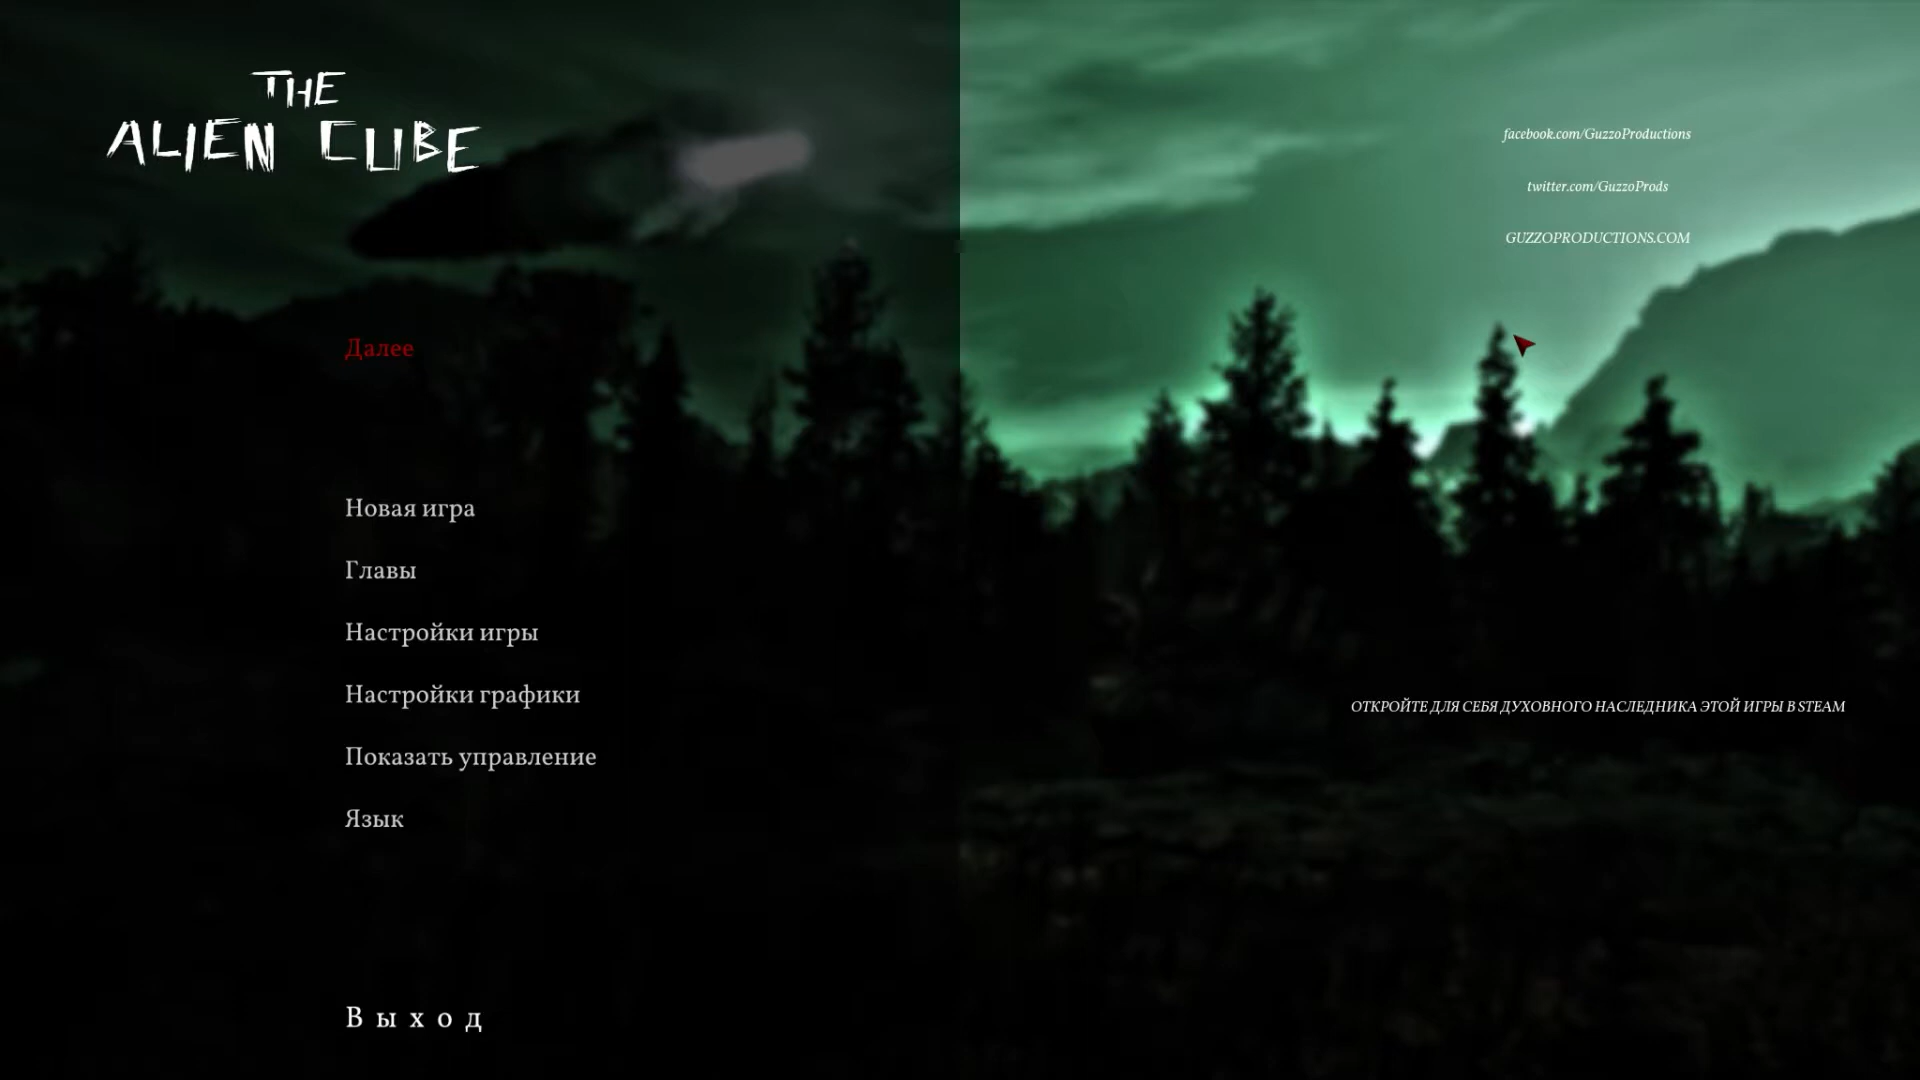 THE
ALIEN CUBE
facebook.com/GuzzoProductions
twitter.com/GuzzoProds
GUZZOPRODUCTIONS.COM
Далее
Новая игра
Главы
Настройки игры
Настройки графики
ОТКРОЙТЕ ДЛЯ СЕБЯ ДУХОВНОГО НАСЛЕДНИКА ЭТОЙ ИГРЫ В STEAM
Показать управление
Язык
Выход